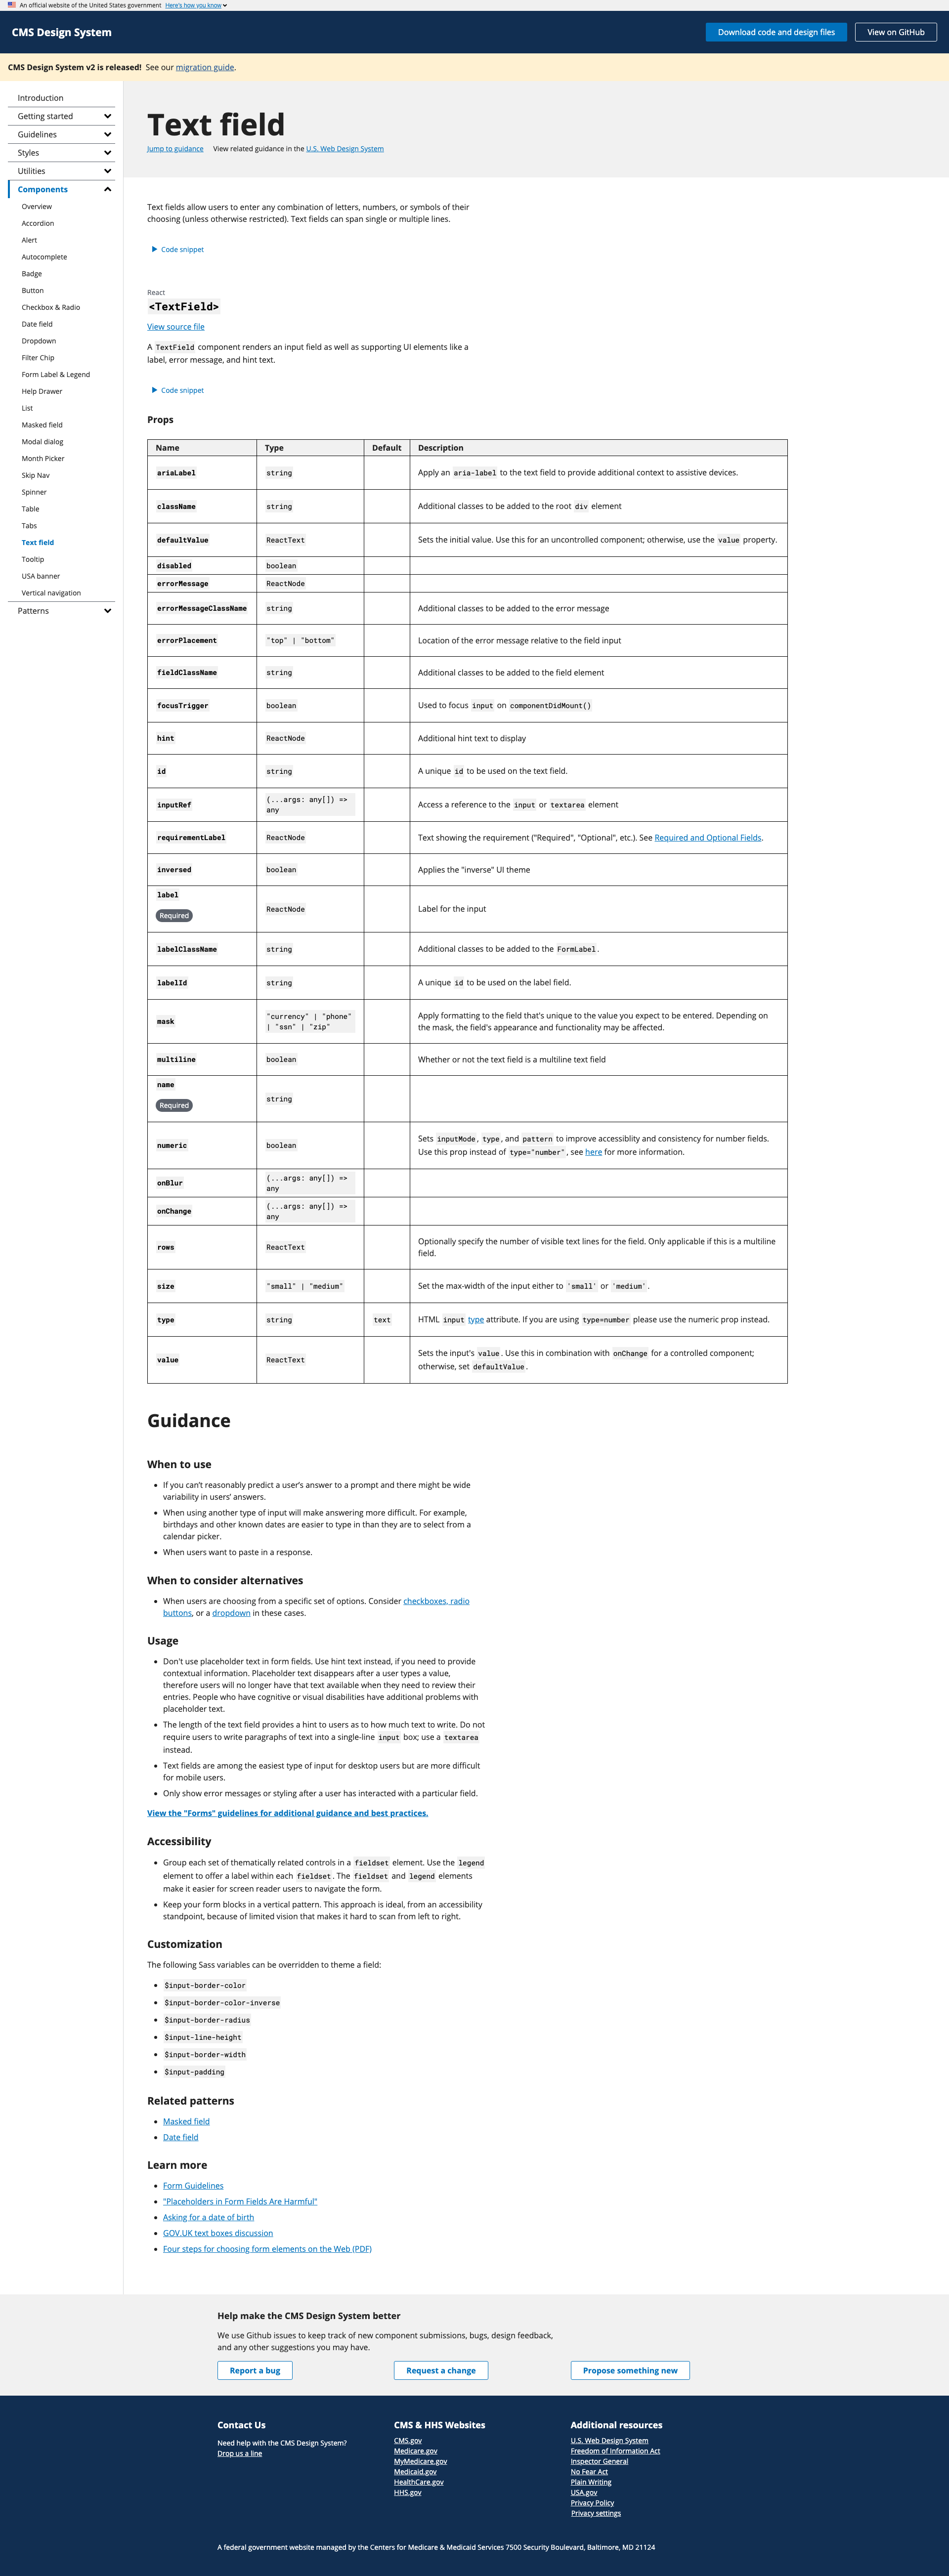 An official website of the United States government Here's how you know
CMS Design System
Download code and design files
View on GitHub
CMS Design System v2 is released! See our migration guide.
Introduction
Getting started
Guidelines
Styles
Utilities
Components
Overview
Accordion
Alert
Autocomplete
Badge
Button
Checkbox & Radio
Date field
Dropdown
Filter Chip
Form Label & Legend
Help Drawer
List
Masked field
Modal dialog
Month Picker
Skip Nav
Spinner
Table
Tabs
Text field
Tooltip
USA banner
Vertical navigation
Patterns
Text field
Jump to guidance View related guidance in the U.S. Web Design System
Text fields allow users to enter any combination of letters, numbers, or symbols of their
choosing (unless otherwise restricted). Text fields can span single or multiple lines.
Code snippet
React
<TextField>
View source file
A TextField component renders an input field as well as supporting UI elements like a
label, error message, and hint text.
Code snippet
Props
Name Type Default Description
ariaLabel string Apply an aria-label to the text field to provide additional context to assistive devices.
className string Additional classes to be added to the root div element
defaultValue ReactText Sets the initial value. Use this for an uncontrolled component; otherwise, use the value property.
disabled boolean
errorMessage ReactNode
errorMessageClassName string Additional classes to be added to the error message
errorPlacement "top" | "bottom" Location of the error message relative to the field input
fieldClassName string Additional classes to be added to the field element
focusTrigger boolean Used to focus input on componentDidMount()
hint ReactNode Additional hint text to display
id string A unique id to be used on the text field.
inputRef (...args: any[]) => any Access a reference to the input or textarea element
requirementLabel ReactNode Text showing the requirement ("Required", "Optional", etc.). See Required and Optional Fields.
inversed boolean Applies the "inverse" UI theme
label
Required
ReactNode Label for the input
labelClassName string Additional classes to be added to the FormLabel.
labelId string A unique id to be used on the label field.
mask
"currency" | "phone"
| "ssn" | "zip"
Apply formatting to the field that's unique to the value you expect to be entered. Depending on
the mask, the field's appearance and functionality may be affected.
multiline boolean Whether or not the text field is a multiline text field
name
Required
string
numeric boolean
Sets inputMode, type, and pattern to improve accessiblity and consistency for number fields.
Use this prop instead of type="number", see here for more information.
onBlur (...args: any[]) => any
onChange (...args: any[]) => any
rows ReactText
Optionally specify the number of visible text lines for the field. Only applicable if this is a multiline
field.
size "small" | "medium" Set the max-width of the input either to 'small' or 'medium'.
type string text HTML input type attribute. If you are using type=number please use the numeric prop instead.
value ReactText
Sets the input's value. Use this in combination with onChange for a controlled component;
otherwise, set defaultValue.
Guidance
When to use
If you can't reasonably predict a user's answer to a prompt and there might be wide
variability in users' answers.
When using another type of input will make answering more difficult. For example,
birthdays and other known dates are easier to type in than they are to select from a
calendar picker.
When users want to paste in a response.
When to consider alternatives
When users are choosing from a specific set of options. Consider checkboxes, radio
buttons, or a dropdown in these cases.
Usage
Don't use placeholder text in form fields. Use hint text instead, if you need to provide
contextual information. Placeholder text disappears after a user types a value,
therefore users will no longer have that text available when they need to review their
entries. People who have cognitive or visual disabilities have additional problems with
placeholder text.
The length of the text field provides a hint to users as to how much text to write. Do not
require users to write paragraphs of text into a single-line input box; use a textarea
instead.
Text fields are among the easiest type of input for desktop users but are more difficult
for mobile users.
Only show error messages or styling after a user has interacted with a particular field.
View the "Forms" guidelines for additional guidance and best practices.
Accessibility
Group each set of thematically related controls in a fieldset element. Use the legend
element to offer a label within each fieldset. The fieldset and legend elements
make it easier for screen reader users to navigate the form.
Keep your form blocks in a vertical pattern. This approach is ideal, from an accessibility
standpoint, because of limited vision that makes it hard to scan from left to right.
Customization
The following Sass variables can be overridden to theme a field:
$input-border-color
$input-border-color-inverse
$input-border-radius
$input-line-height
$input-border-width
$input-padding
Related patterns
Masked field
Date field
Learn more
Form Guidelines
"Placeholders in Form Fields Are Harmful"
Asking for a date of birth
GOV.UK text boxes discussion
Four steps for choosing form elements on the Web (PDF)
Help make the CMS Design System better
We use Github issues to keep track of new component submissions, bugs, design feedback,
and any other suggestions you may have.
Report a bug
Request a change
Propose something new
Contact Us
Need help with the CMS Design System?
Drop us a line
CMS & HHS Websites
CMS.gov
Medicare.gov
MyMedicare.gov
Medicaid.gov
HealthCare.gov
HHS.gov
Additional resources
U.S. Web Design System
Freedom of Information Act
Inspector General
No Fear Act
Plain Writing
USA.gov
Privacy Policy
Privacy settings
A federal government website managed by the Centers for Medicare & Medicaid Services 7500 Security Boulevard, Baltimore, MD 21124